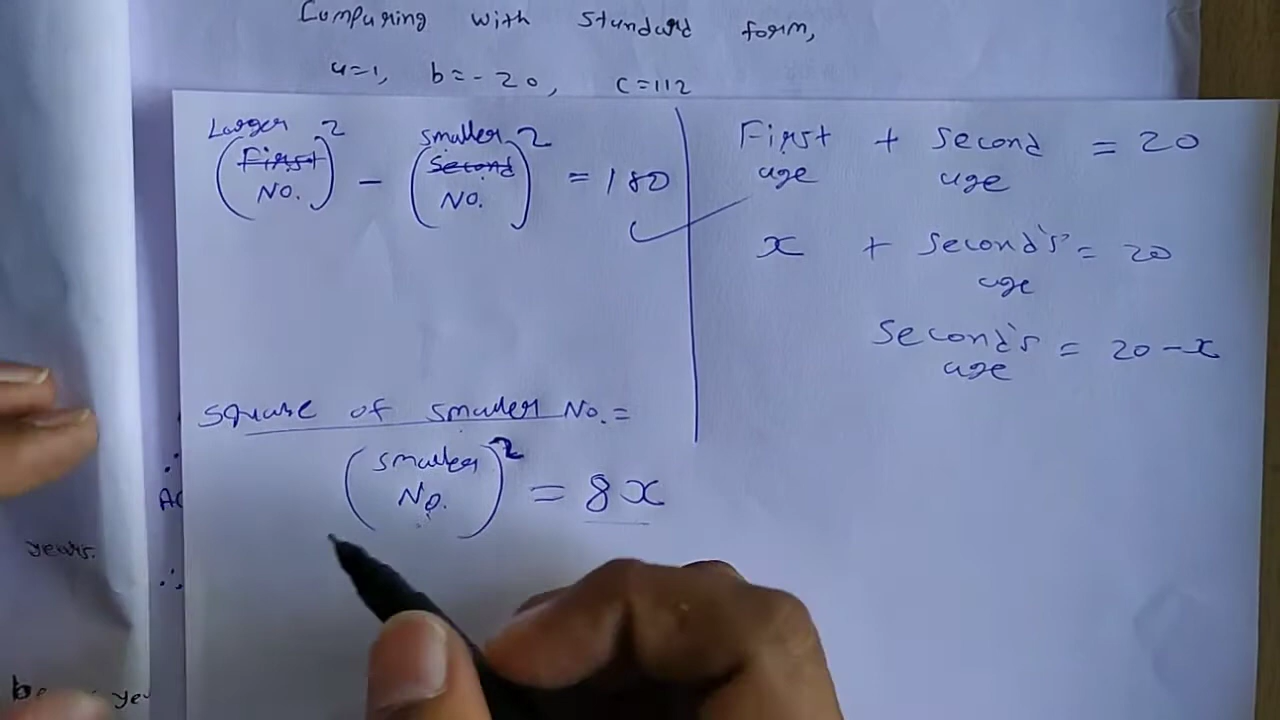 Comparing with standard form,
a=1, b=-20, c=112
Larger 2 smaller 2
(First No.) - (Second No.) = 180
First age + Second age = 20
x + Second's age = 20
Second's age = 20-x
Square of smaller No. =
(smaller No.)² = 8x
years.